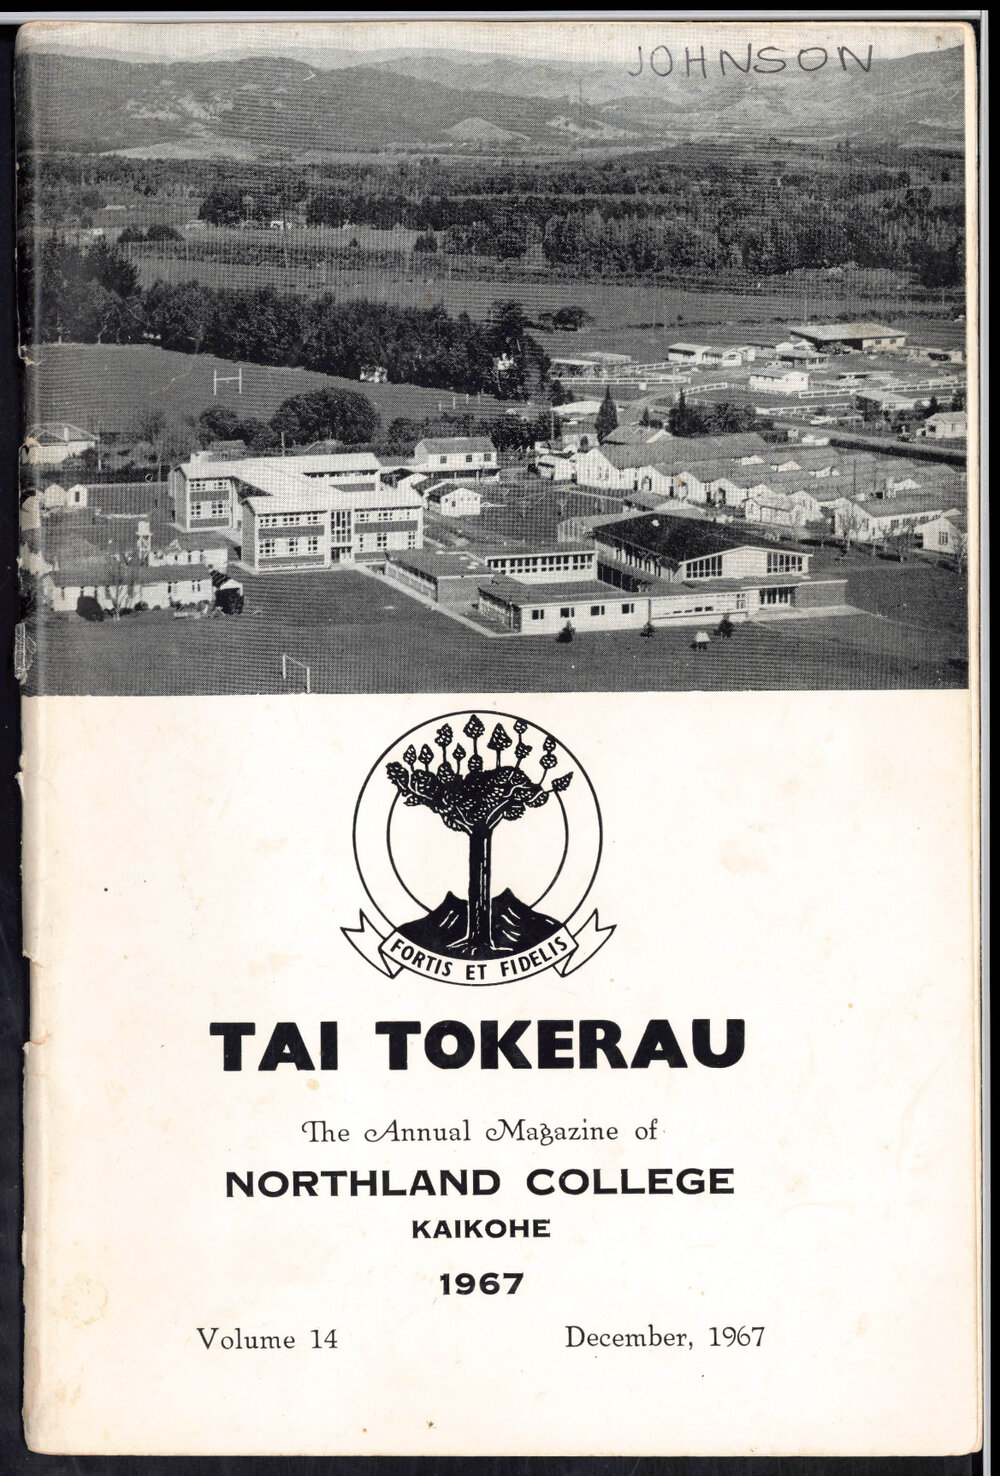 JOHNSON
FORTIS ET FIDELIS
TAI TOKERAU
The Annual Magazine of
NORTHLAND COLLEGE
KAIKOHE
1967
Volume 14 December, 1967